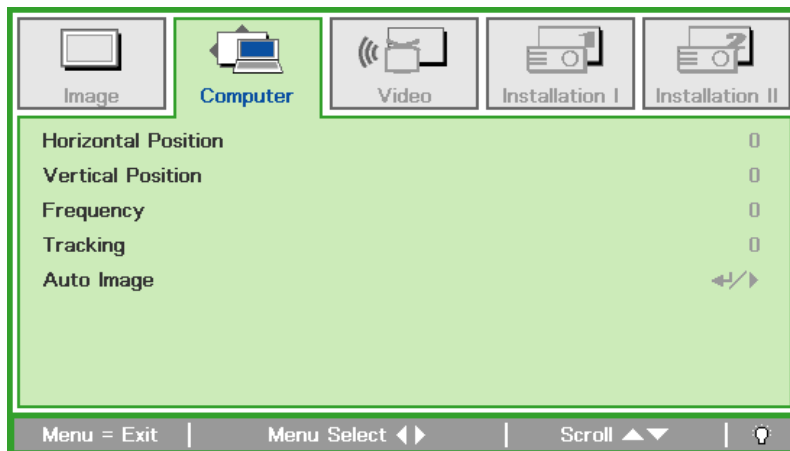 Image Computer Video Installation I Installation II
Horizontal Position 0
Vertical Position 0
Frequency 0
Tracking 0
Auto Image ↵/▶
Menu = Exit | Menu Select ◀▶ | Scroll ▲▼ |